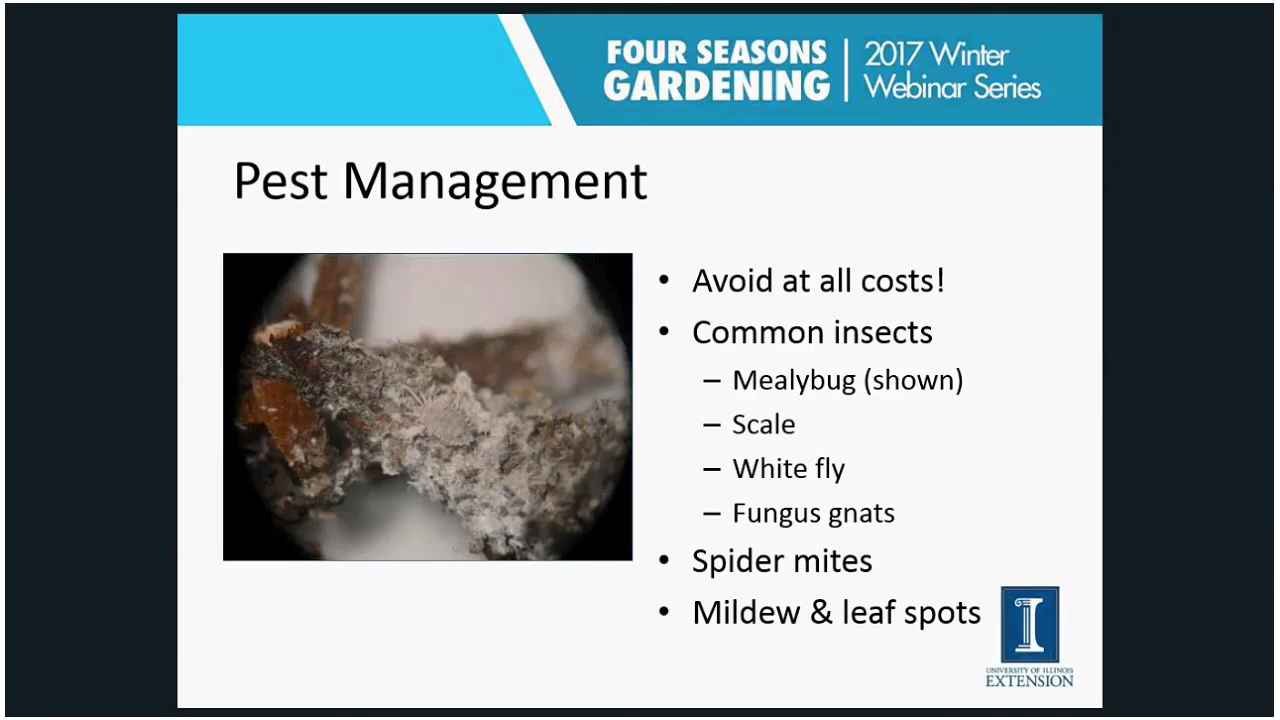 FOUR SEASONS
GARDENING
2017 Winter
Webinar Series
Pest Management
• Avoid at all costs!
• Common insects
– Mealybug (shown)
– Scale
– White fly
– Fungus gnats
• Spider mites
• Mildew & leaf spots
I
UNIVERSITY OF ILLINOIS
EXTENSION